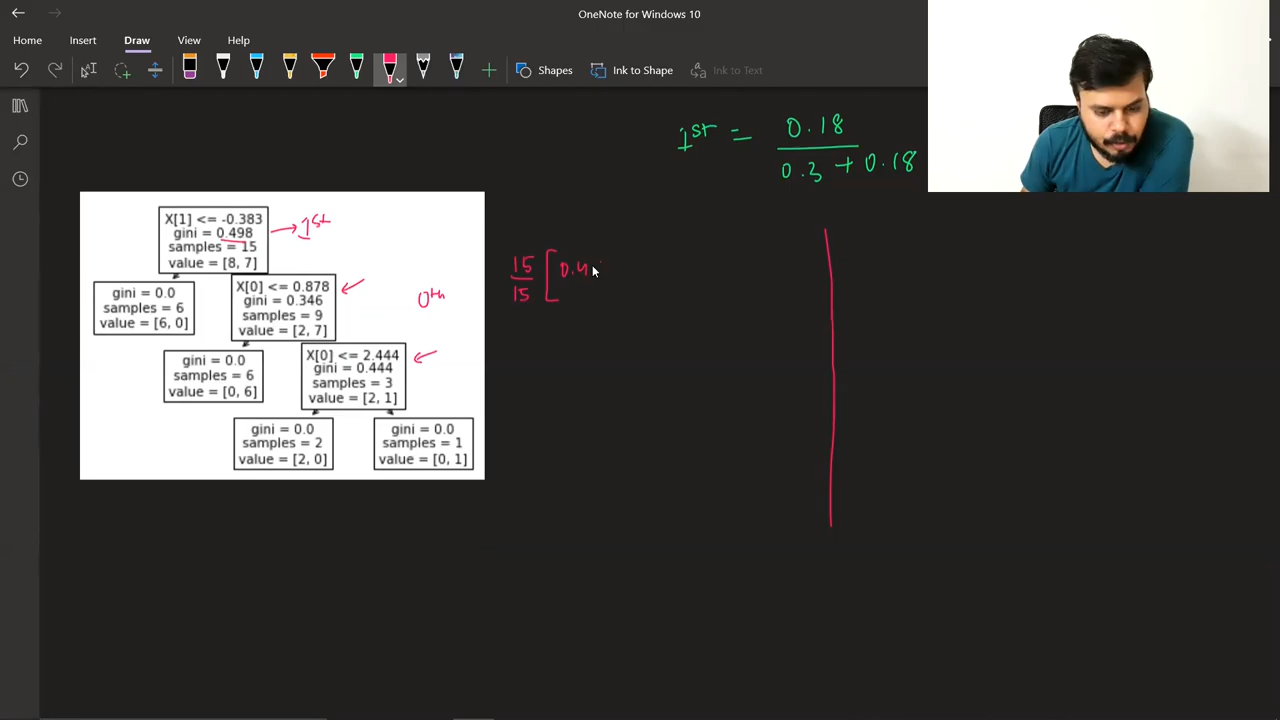 OneNote for Windows 10
Home Insert Draw View Help
Shapes Ink to Shape Ink to Text
1st = 0.18
0.3 + 0.18
X[1] <= -0.383
gini = 0.498
samples = 15
value = [8, 7]
1st
gini = 0.0
samples = 6
value = [6, 0]
X[0] <= 0.878
gini = 0.346
samples = 9
value = [2, 7]
0th
15
15
[0.4
gini = 0.0
samples = 6
value = [0, 6]
X[0] <= 2.444
gini = 0.444
samples = 3
value = [2, 1]
gini = 0.0
samples = 2
value = [2, 0]
gini = 0.0
samples = 1
value = [0, 1]